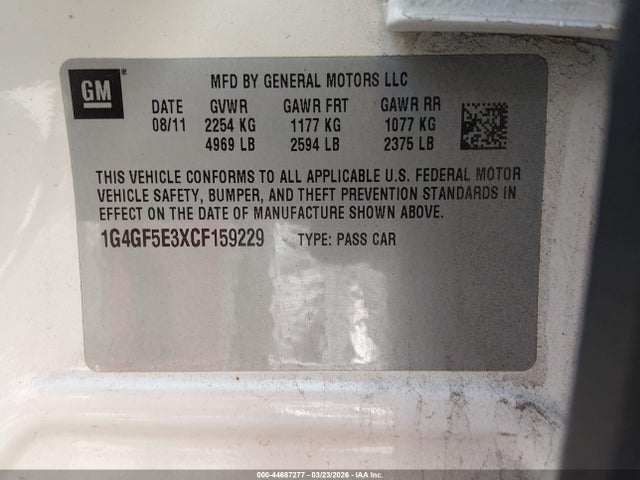 GM ®
MFD BY GENERAL MOTORS LLC
DATE GVWR GAWR FRT GAWR RR
08/11 2254 KG 1177 KG 1077 KG
4969 LB 2594 LB 2375 LB
THIS VEHICLE CONFORMS TO ALL APPLICABLE U.S. FEDERAL MOTOR
VEHICLE SAFETY, BUMPER, AND THEFT PREVENTION STANDARDS IN
EFFECT ON THE DATE OF MANUFACTURE SHOWN ABOVE.
1G4GF5E3XCF159229 TYPE: PASS CAR
000-44687277 - 03/23/2026 - IAA Inc.